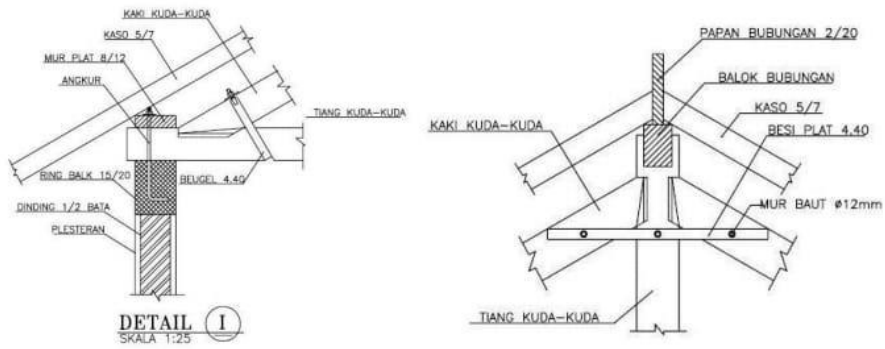 KAKI KUDA-KUDA
KASO 5/7
MUR PLAT 8/12
ANGKUR
TIANG KUDA-KUDA
RING BALK 15/20
BEUGEL 4.40
DINDING 1/2 BATA
PLESTERAN
DETAIL I
SKALA 1:25
PAPAN BUBUNGAN 2/20
BALOK BUBUNGAN
KASO 5/7
KAKI KUDA-KUDA
BESI PLAT 4.40
MUR BAUT Ø12mm
TIANG KUDA-KUDA